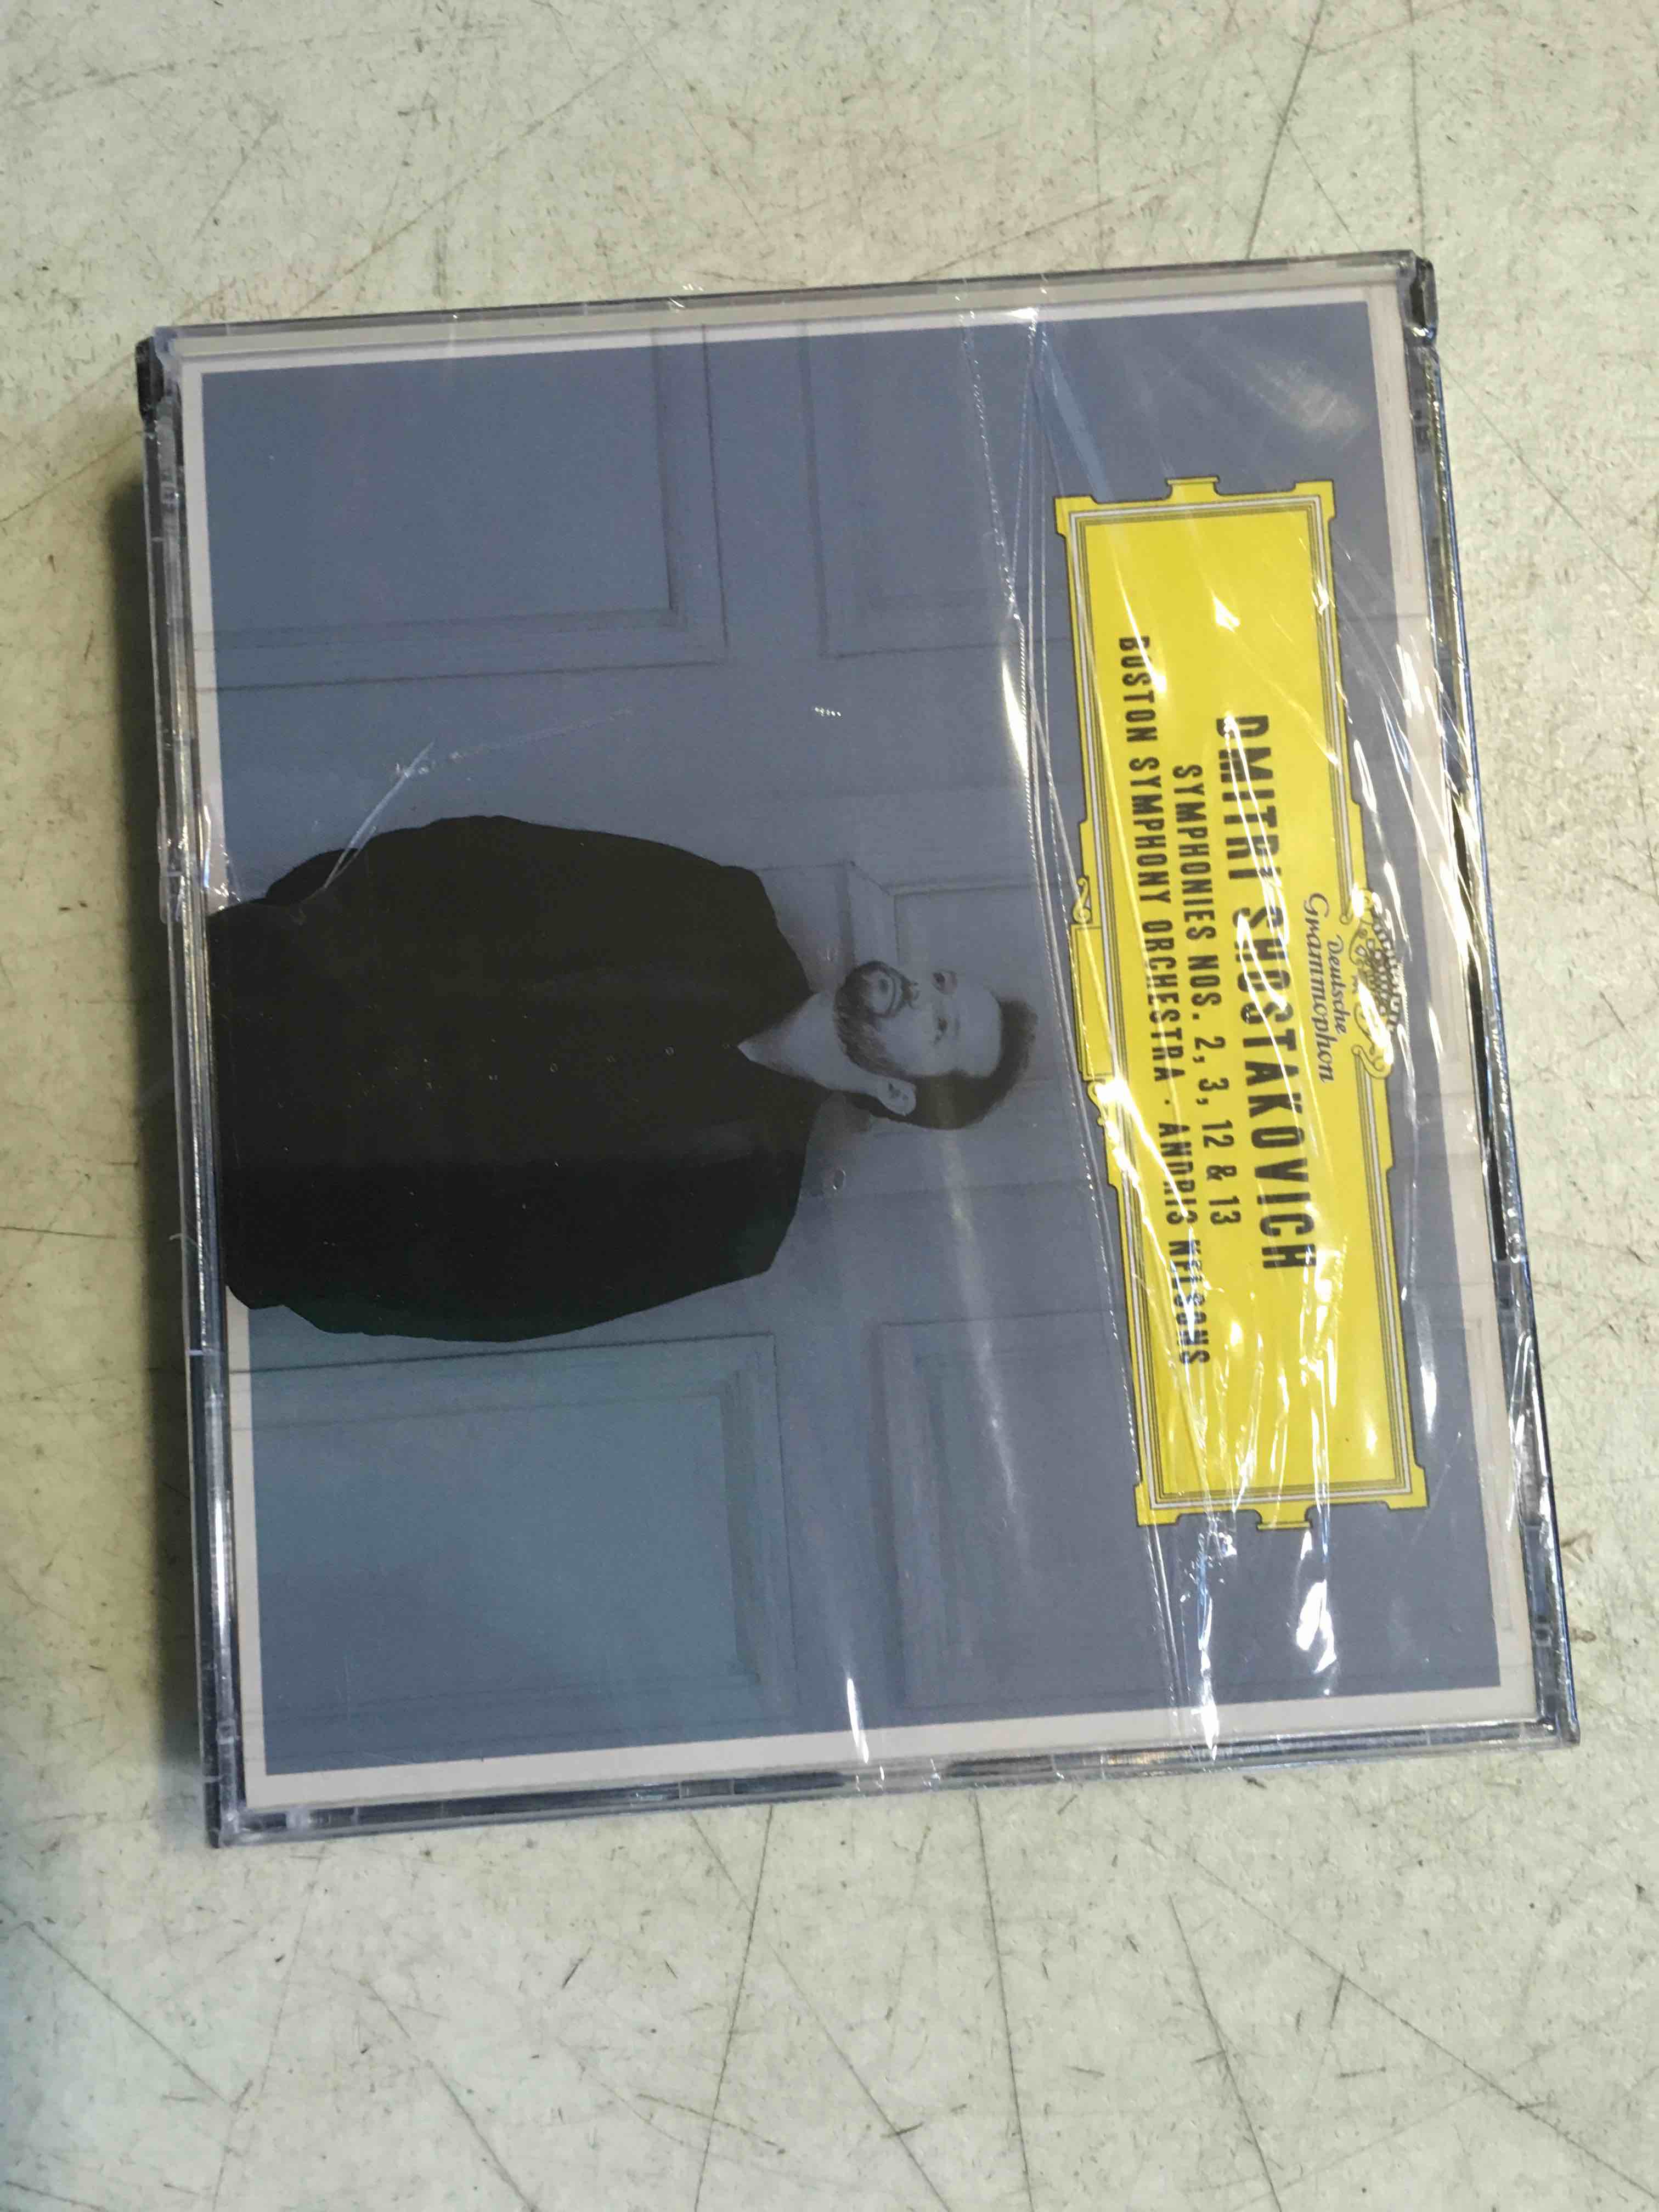 Deutsche
Grammophon
DMITRI SHOSTAKOVICH
SYMPHONIES NOS. 2, 3, 12 & 13
BOSTON SYMPHONY ORCHESTRA · ANDRIS NELSONS